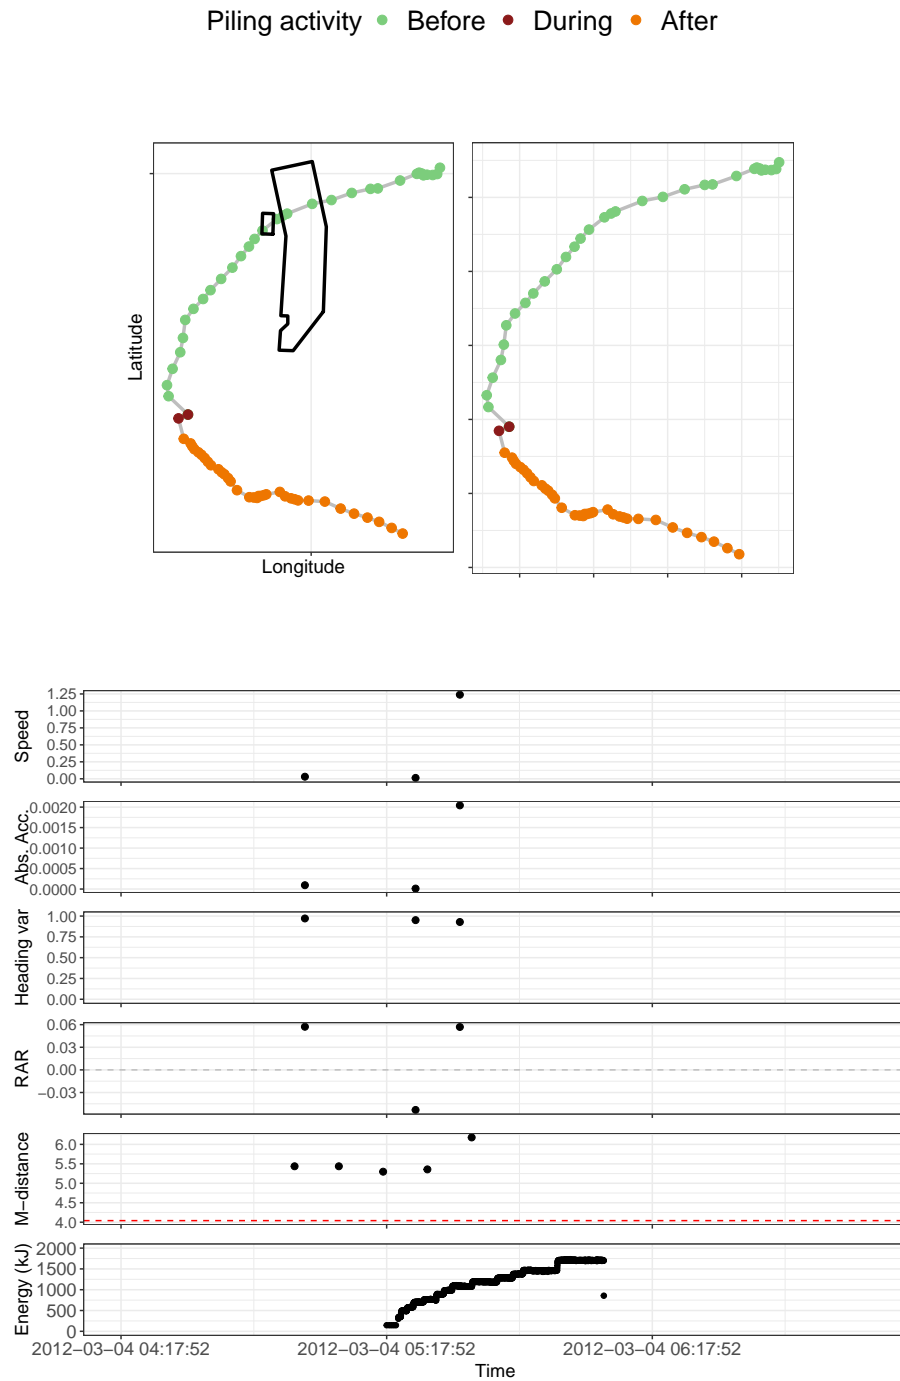 Piling activity Before During After
Latitude
Longitude
Speed
1.25
1.00
0.75
0.50
0.25
0.00
Abs. Acc.
0.0020
0.0015
0.0010
0.0005
0.0000
Heading var
1.00
0.75
0.50
0.25
0.00
RAR
0.06
0.03
0.00
−0.03
M−distance
6.0
5.5
5.0
4.5
4.0
Energy (kJ)
2000
1500
1000
500
0
2012−03−04 04:17:52 2012−03−04 05:17:52 2012−03−04 06:17:52
Time